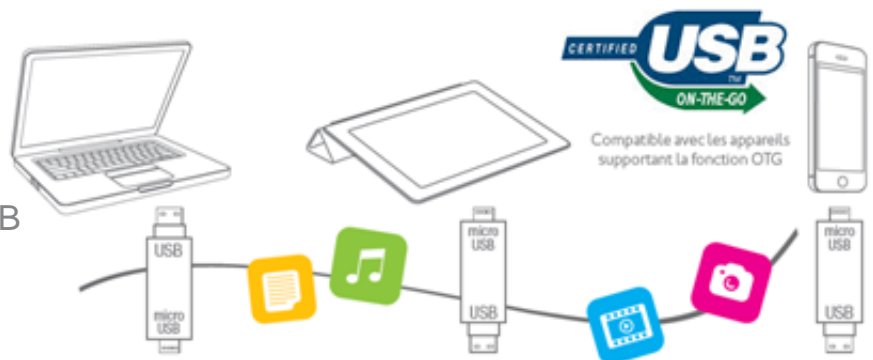 CERTIFIED
USB
TM
ON-THE-GO
Compatible avec les appareils
supportant la fonction OTG
B
USB
micro
USB
micro
USB
USB
micro
USB
USB